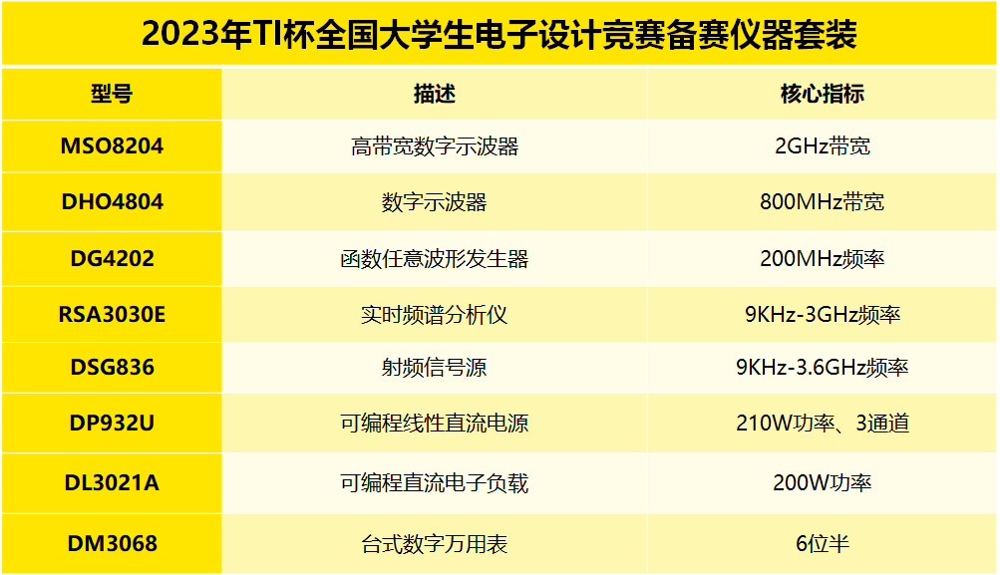 2023年TI杯全国大学生电子设计竞赛备赛仪器套装
型号 描述 核心指标
MSO8204 高带宽数字示波器 2GHz带宽
DHO4804 数字示波器 800MHz带宽
DG4202 函数任意波形发生器 200MHz频率
RSA3030E 实时频谱分析仪 9KHz-3GHz频率
DSG836 射频信号源 9KHz-3.6GHz频率
DP932U 可编程线性直流电源 210W功率、3通道
DL3021A 可编程直流电子负载 200W功率
DM3068 台式数字万用表 6位半